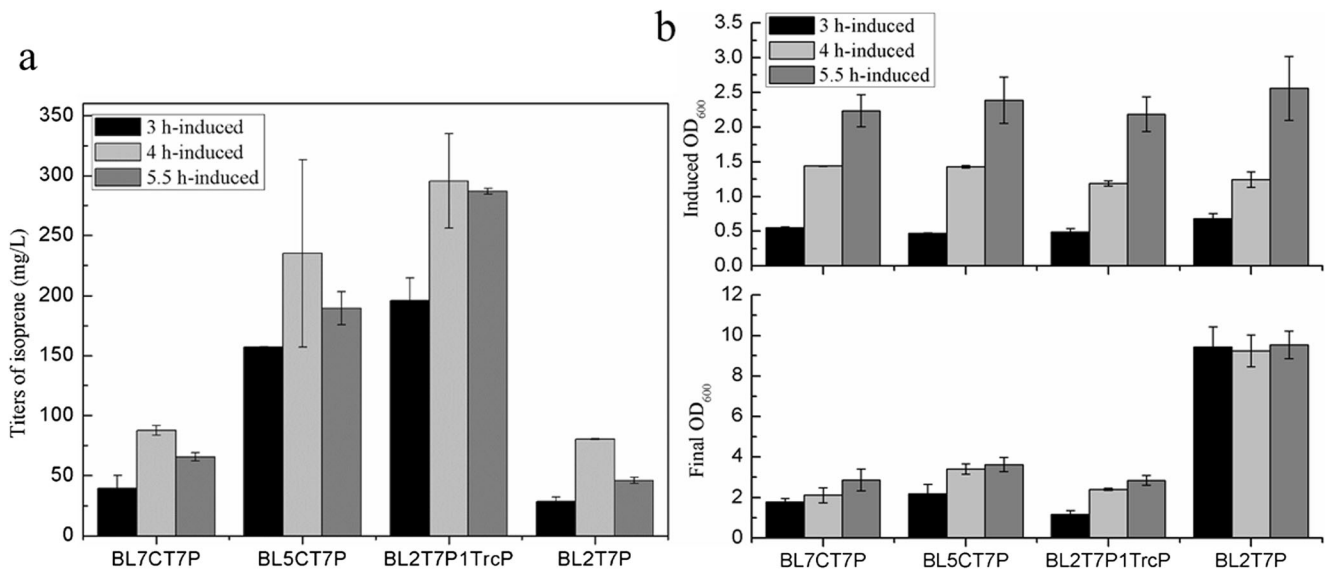 a
Titers of isoprene (mg/L)
350
300
250
200
150
100
50
0
3 h-induced
4 h-induced
5.5 h-induced
BL7CT7P BL5CT7P BL2T7P1TrcP BL2T7P
b
Induced OD600
3.5
3.0
2.5
2.0
1.5
1.0
0.5
0.0
3 h-induced
4 h-induced
5.5 h-induced
Final OD600
12
10
8
6
4
2
0
BL7CT7P BL5CT7P BL2T7P1TrcP BL2T7P